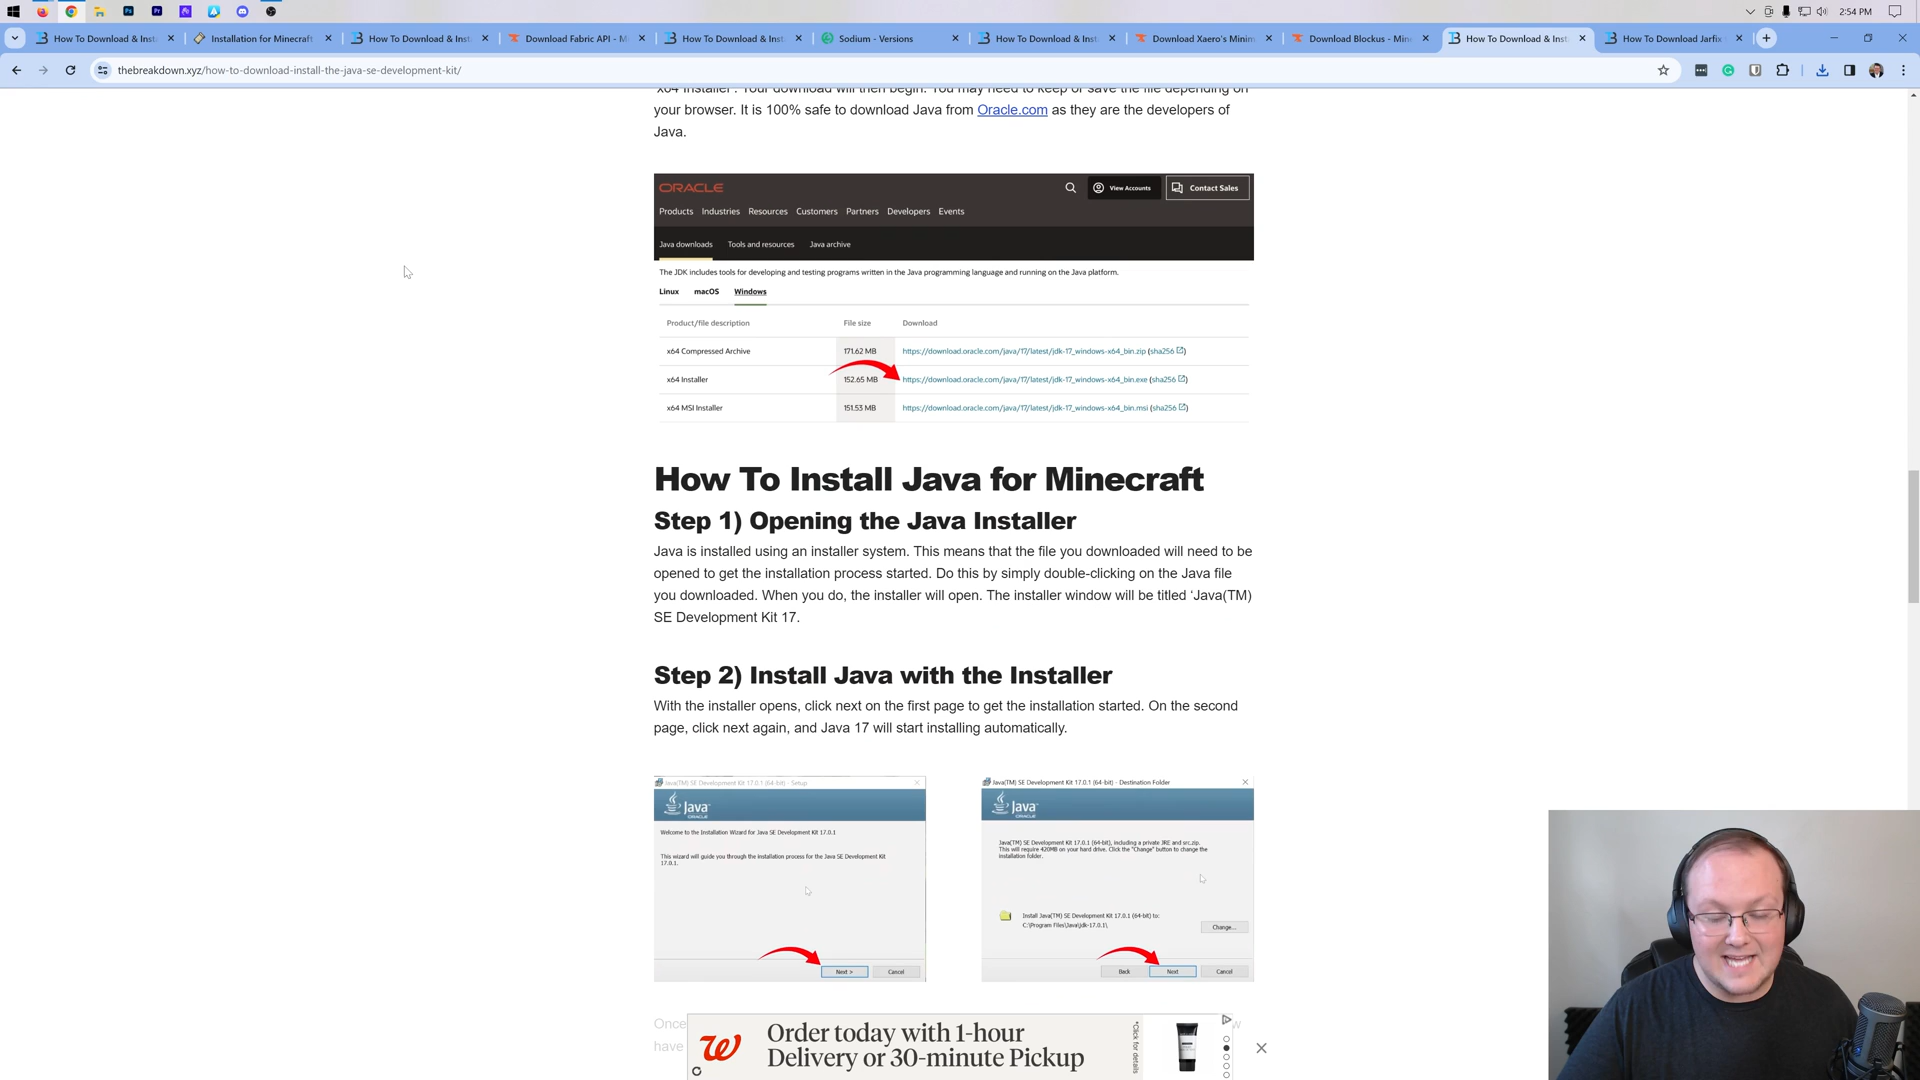 2:54 PM
How To Download & Inst
Installation for Minecraft
How To Download & Inst
Download Fabric API - M
How To Download & Inst
Sodium - Versions
How To Download & Inst
Download Xaero's Minim
Download Blockus - Mine
How To Download & Inst
How To Download Jarfix
thebreakdown.xyz/how-to-download-install-the-java-se-development-kit/
'x64 Installer'. Your download will then begin. You may need to keep or save the file depending on
your browser. It is 100% safe to download Java from Oracle.com as they are the developers of
Java.
ORACLE
View Accounts
Contact Sales
Products Industries Resources Customers Partners Developers Events
Java downloads Tools and resources Java archive
The JDK includes tools for developing and testing programs written in the Java programming language and running on the Java platform.
Linux macOS Windows
Product/file description File size Download
x64 Compressed Archive 171.62 MB https://download.oracle.com/java/17/latest/jdk-17_windows-x64_bin.zip (sha256)
x64 Installer 152.65 MB https://download.oracle.com/java/17/latest/jdk-17_windows-x64_bin.exe (sha256)
x64 MSI Installer 151.53 MB https://download.oracle.com/java/17/latest/jdk-17_windows-x64_bin.msi (sha256)
How To Install Java for Minecraft
Step 1) Opening the Java Installer
Java is installed using an installer system. This means that the file you downloaded will need to be
opened to get the installation process started. Do this by simply double-clicking on the Java file
you downloaded. When you do, the installer will open. The installer window will be titled ‘Java(TM)
SE Development Kit 17.
Step 2) Install Java with the Installer
With the installer opens, click next on the first page to get the installation started. On the second
page, click next again, and Java 17 will start installing automatically.
Java(TM) SE Development Kit 17.0.1 (64-bit) - Setup
Java
ORACLE
Welcome to the Installation Wizard for Java SE Development Kit 17.0.1
This wizard will guide you through the installation process for the Java SE Development Kit
17.0.1.
Next > Cancel
Java(TM) SE Development Kit 17.0.1 (64-bit) - Destination Folder
Java
ORACLE
Java(TM) SE Development Kit 17.0.1 (64-bit), including a private JRE and src.zip.
This will require 420MB on your hard drive. Click the "Change" button to change the
installation folder.
Install Java(TM) SE Development Kit 17.0.1 (64-bit) to:
C:\Program Files\Java\jdk-17.0.1\
Change...
Back Next Cancel
Once
have
Order today with 1-hour
Delivery or 30-minute Pickup
*Click for details